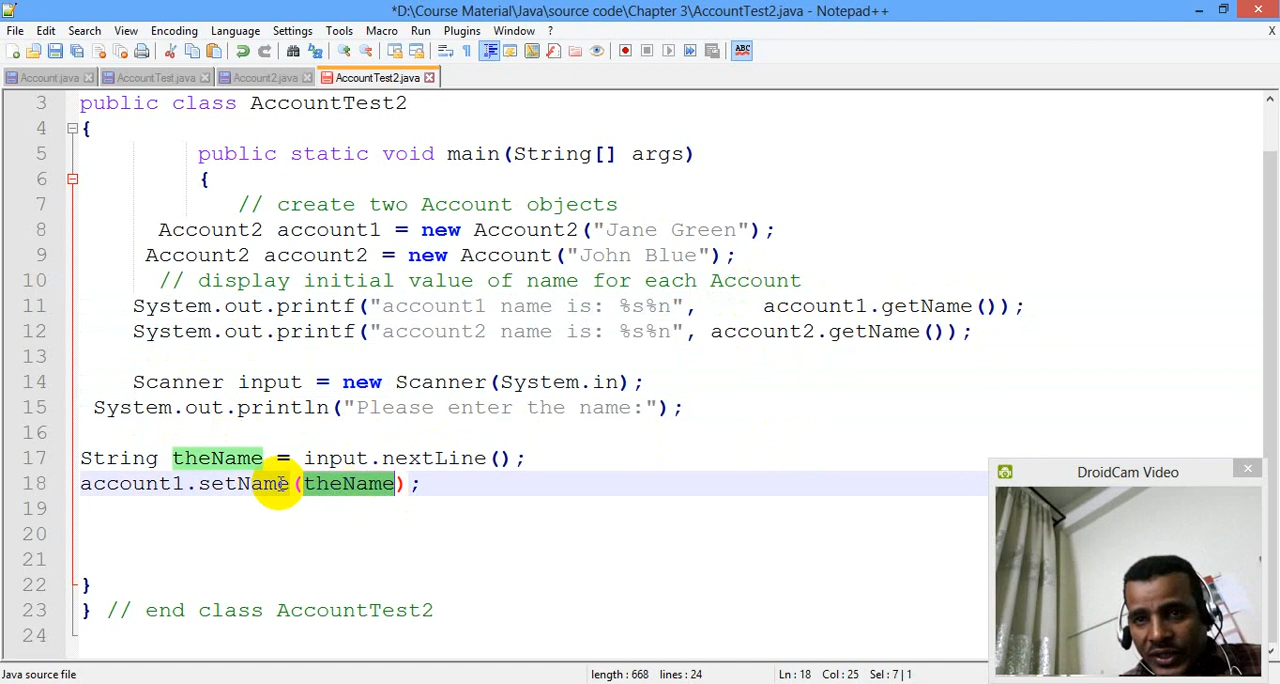 *D:\Course Material\Java\source code\Chapter 3\AccountTest2.java - Notepad++
File Edit Search View Encoding Language Settings Tools Macro Run Plugins Window ?
X
ABC
Account.java AccountTest.java Account2.java AccountTest2.java
3 public class AccountTest2
4 {
5 public static void main(String[] args)
6 {
7 // create two Account objects
8 Account2 account1 = new Account2("Jane Green");
9 Account2 account2 = new Account("John Blue");
10 // display initial value of name for each Account
11 System.out.printf("account1 name is: %s%n", account1.getName());
12 System.out.printf("account2 name is: %s%n", account2.getName());
13
14 Scanner input = new Scanner(System.in);
15 System.out.println("Please enter the name:");
16
17 String theName = input.nextLine();
18 account1.setName(theName);
19
20
21
22 }
23 } // end class AccountTest2
24
DroidCam Video
Java source file length : 668 lines : 24 Ln : 18 Col : 25 Sel : 7 | 1